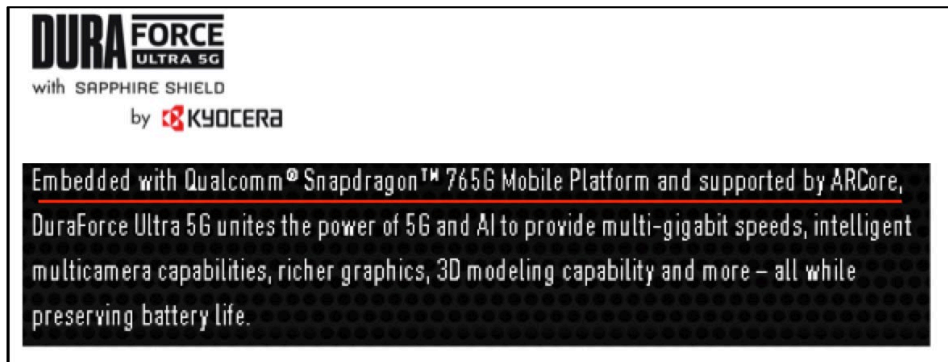 DURA FORCE
ULTRA 5G
with SAPPHIRE SHIELD
by KYOCERA
Embedded with Qualcomm® Snapdragon™ 765G Mobile Platform and supported by ARCore,
DuraForce Ultra 5G unites the power of 5G and AI to provide multi-gigabit speeds, intelligent
multicamera capabilities, richer graphics, 3D modeling capability and more – all while
preserving battery life.